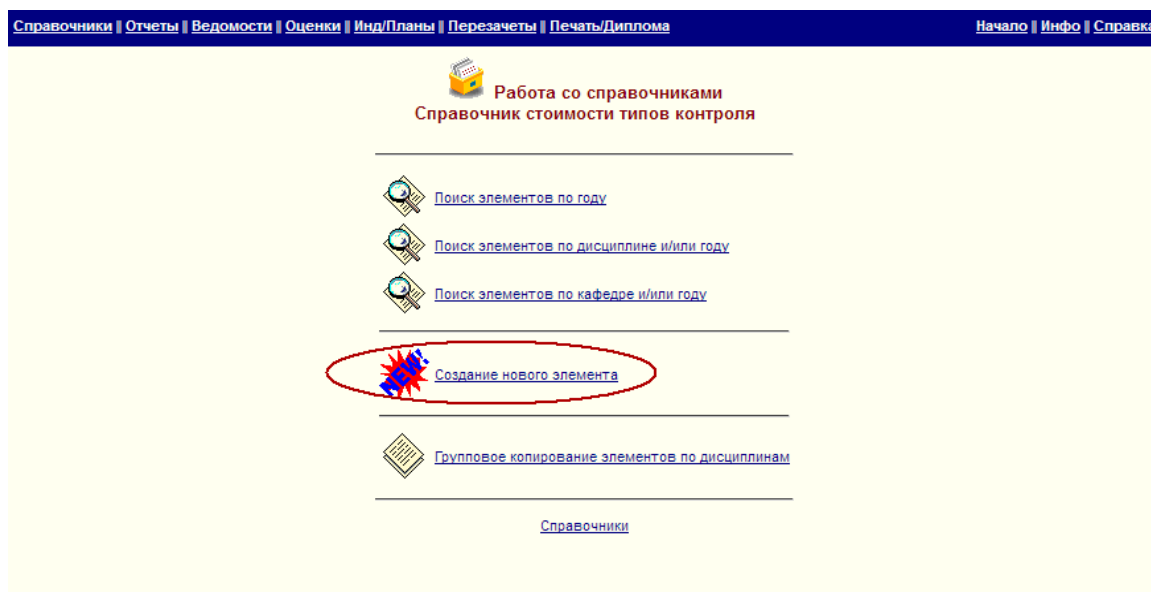 Справочники || Отчеты || Ведомости || Оценки || Инд/Планы || Перезачеты || Печать/Диплома
Начало || Инфо || Справка
Работа со справочниками
Справочник стоимости типов контроля
Поиск элементов по году
Поиск элементов по дисциплине и/или году
Поиск элементов по кафедре и/или году
NEW!
Создание нового элемента
Групповое копирование элементов по дисциплинам
Справочники